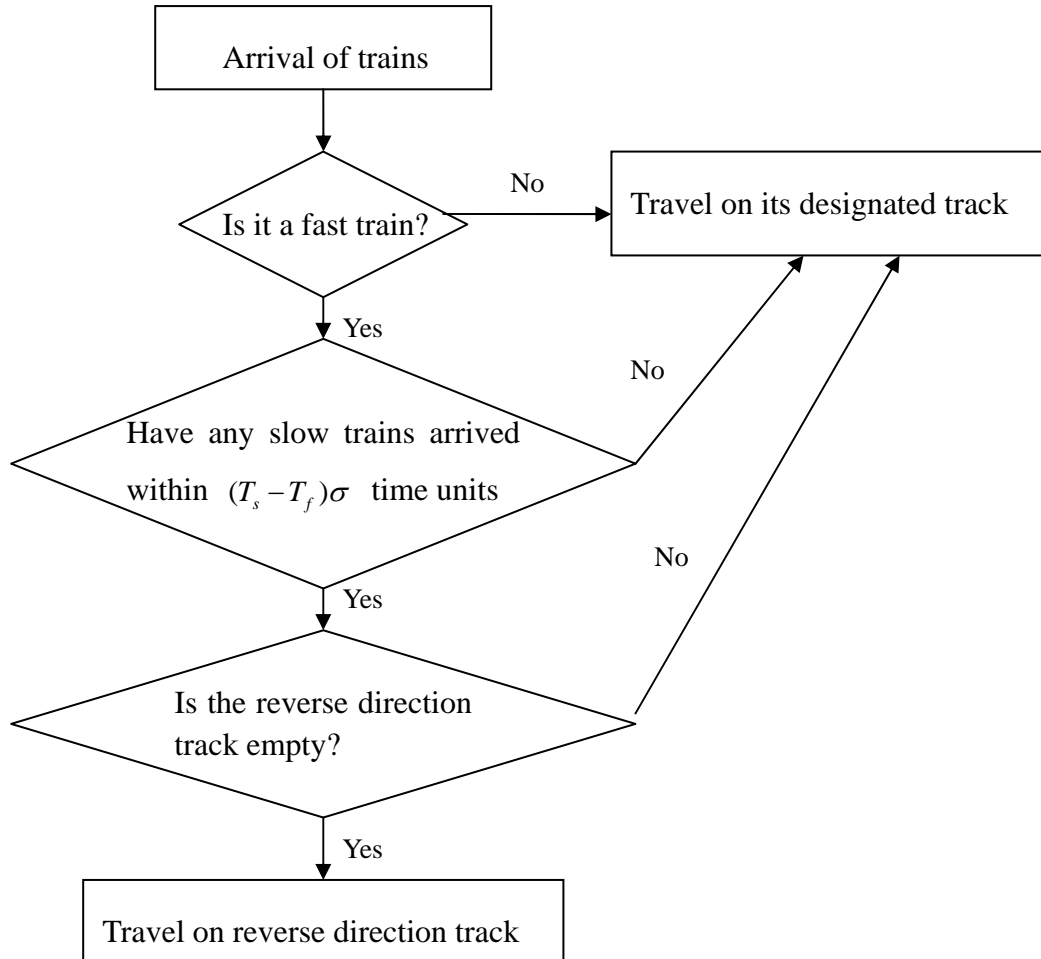 Arrival of trains
No
Travel on its designated track
Is it a fast train?
Yes
No
Have any slow trains arrived
within (T_s − T_f)σ time units
No
Yes
Is the reverse direction
track empty?
Yes
Travel on reverse direction track